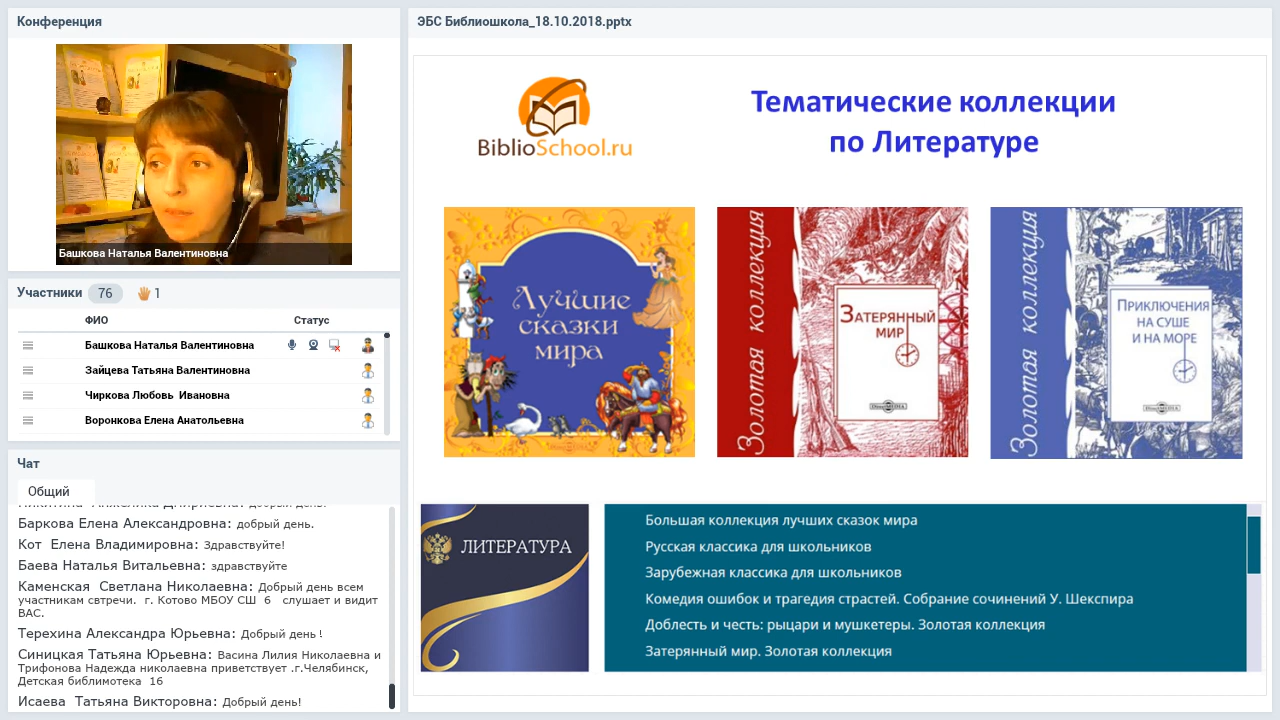 Конференция
Башкова Наталья Валентиновна
Участники 76 1
ФИО Статус
Башкова Наталья Валентиновна
Зайцева Татьяна Валентиновна
Чиркова Любовь Ивановна
Воронкова Елена Анатольевна
Чат
Общий
Баркова Елена Александровна: добрый день.
Кот Елена Владимировна: Здравствуйте!
Баева Наталья Витальевна: здравствуйте
Каменская Светлана Николаевна: Добрый день всем
участникам свтречи. г. Котово МБОУ СШ 6 слушает и видит
ВАС.
Терехина Александра Юрьевна: Добрый день !
Синицкая Татьяна Юрьевна: Васина Лилия Николаевна и
Трифонова Надежда николаевна приветствует .г.Челябинск,
Детская библимотека 16
Исаева Татьяна Викторовна: Добрый день!
ЭБС Библиошкола_18.10.2018.pptx
BiblioSchool.ru
Тематические коллекции
по Литературе
Лучшие
сказки
мира
Золотая коллекция
Затерянный
мир
DirectMEDIA
Золотая коллекция
Приключения
на суше
и на море
DirectMEDIA
ЛИТЕРАТУРА
Большая коллекция лучших сказок мира
Русская классика для школьников
Зарубежная классика для школьников
Комедия ошибок и трагедия страстей. Собрание сочинений У. Шекспира
Доблесть и честь: рыцари и мушкетеры. Золотая коллекция
Затерянный мир. Золотая коллекция